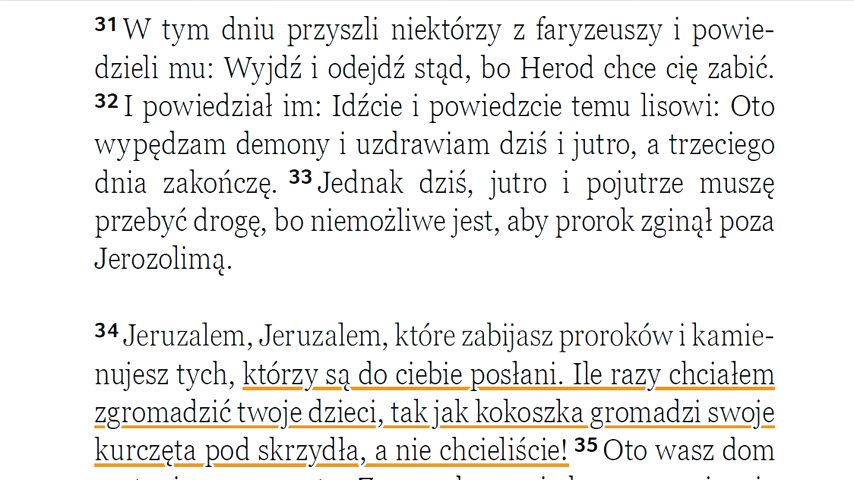 31 W tym dniu przyszli niektórzy z faryzeuszy i powie-
dzieli mu: Wyjdź i odejdź stąd, bo Herod chce cię zabić.
32 I powiedział im: Idźcie i powiedzcie temu lisowi: Oto
wypędzam demony i uzdrawiam dziś i jutro, a trzeciego
dnia zakończę. 33 Jednak dziś, jutro i pojutrze muszę
przebyć drogę, bo niemożliwe jest, aby prorok zginął poza
Jerozolimą.
34 Jeruzalem, Jeruzalem, które zabijasz proroków i kamie-
nujesz tych, którzy są do ciebie posłani. Ile razy chciałem
zgromadzić twoje dzieci, tak jak kokoszka gromadzi swoje
kurczęta pod skrzydła, a nie chcieliście! 35 Oto wasz dom